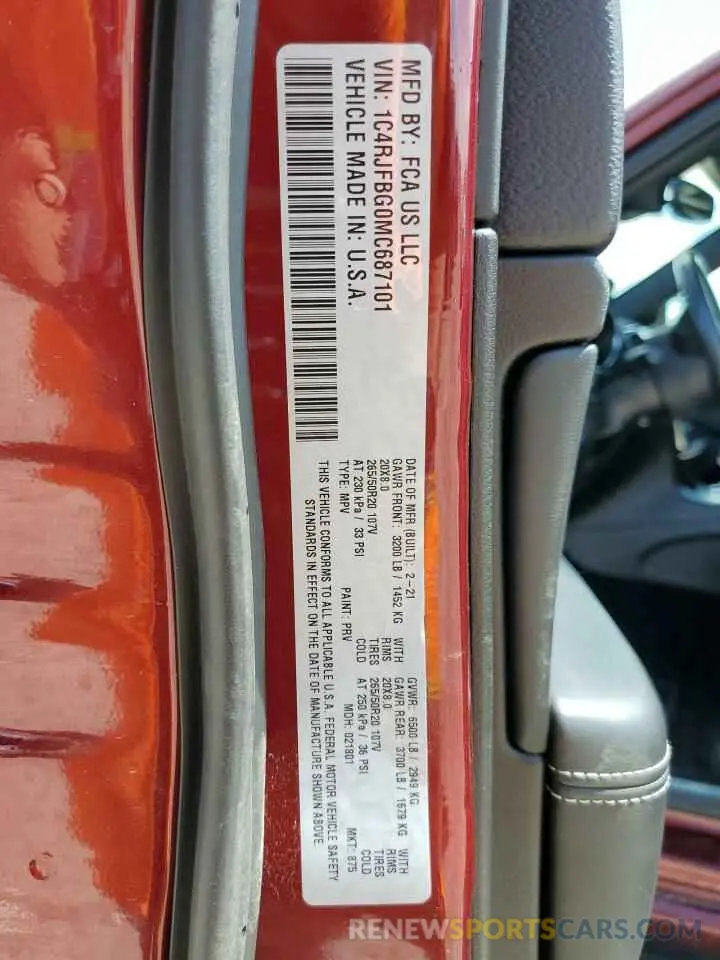 MFD BY: FCA US LLC
VIN: 1C4RJFBG0MC687101
VEHICLE MADE IN: U.S.A.
DATE OF MFR (BUILT): 2-21 GVWR: 6500 LB / 2949 KG
GAWR FRONT: 3200 LB / 1452 KG WITH GAWR REAR: 3700 LB / 1679 KG WITH
20X8.0 RIMS 20X8.0 RIMS
265/50R20 107V TIRES 265/50R20 107V TIRES
AT 230 kPa / 33 PSI COLD AT 250 kPa / 36 PSI COLD
TYPE: MPV PAINT: PRV MDH: 021801 MKT: 875
THIS VEHICLE CONFORMS TO ALL APPLICABLE U.S.A. FEDERAL MOTOR VEHICLE SAFETY
STANDARDS IN EFFECT ON THE DATE OF MANUFACTURE SHOWN ABOVE.
RENEWSPORTSCARS.COM